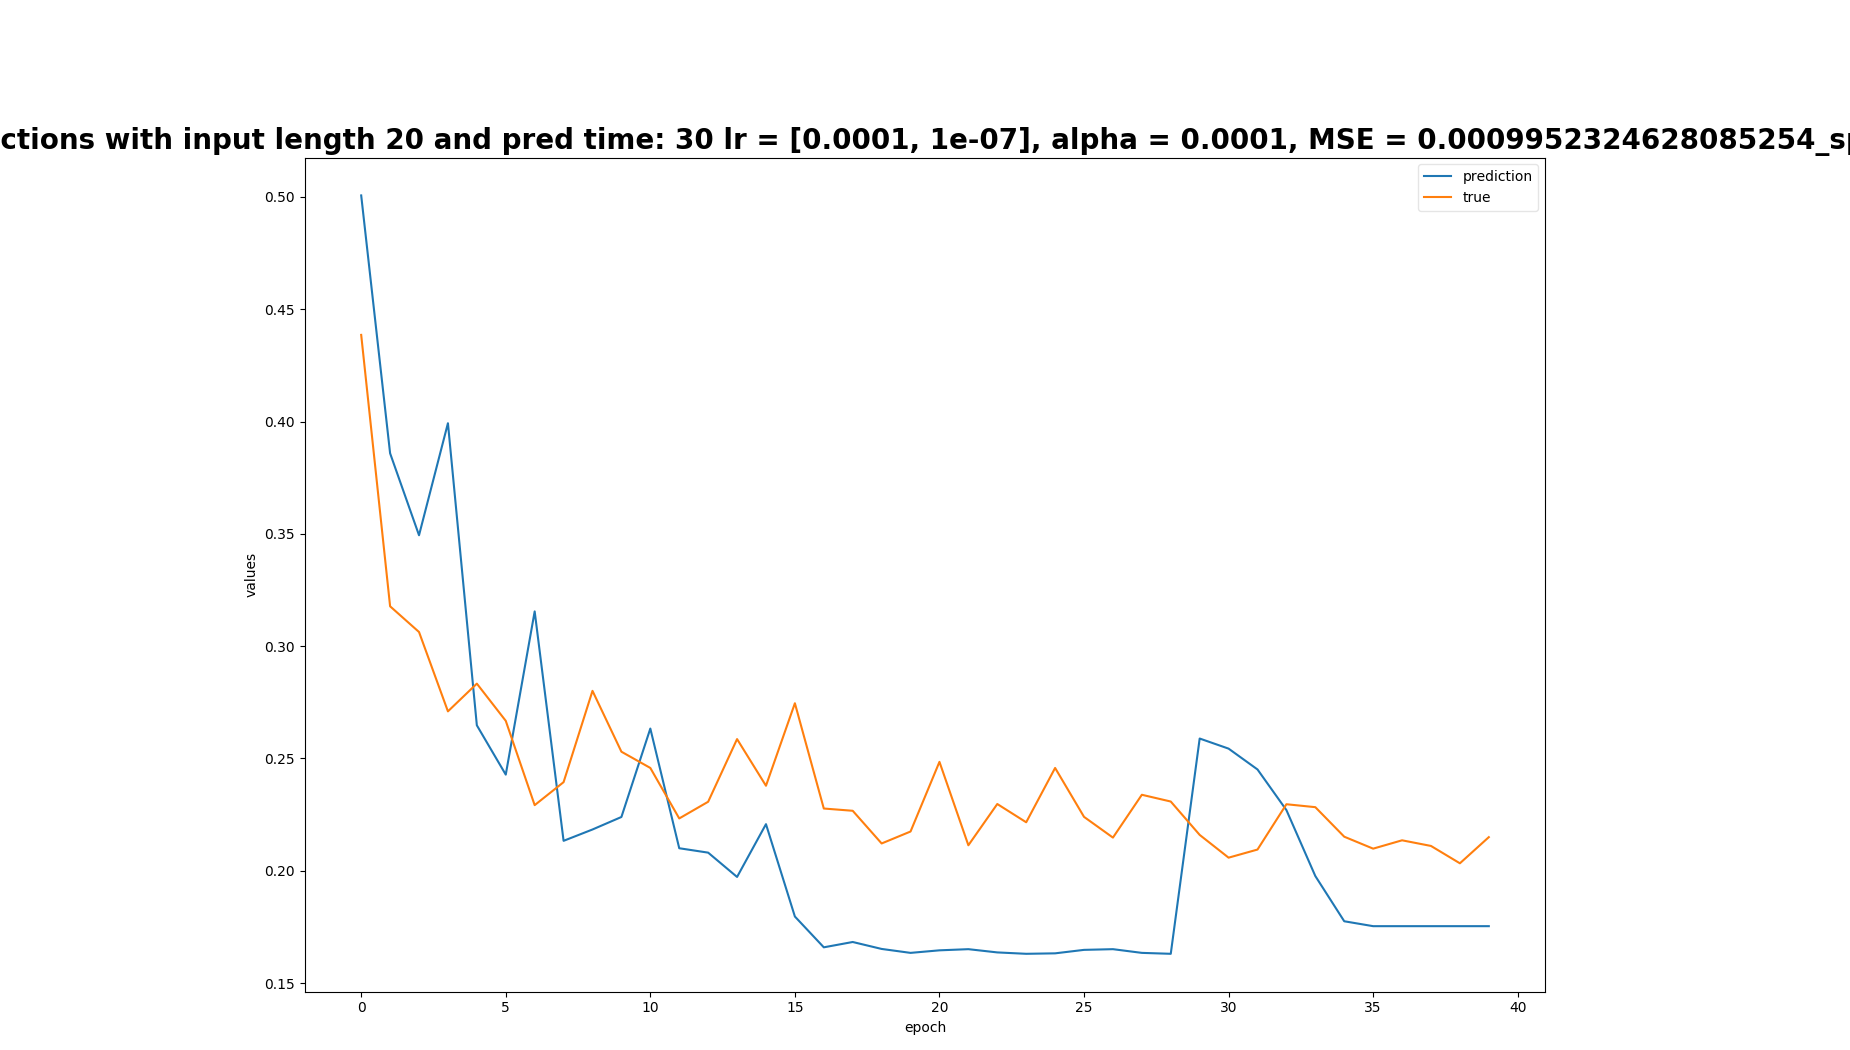 ctions with input length 20 and pred time: 30 lr = [0.0001, 1e-07], alpha = 0.0001, MSE = 0.0009952324628085254_sp
prediction
true
0.50
0.45
0.40
0.35
0.30
0.25
0.20
0.15
values
0 5 10 15 20 25 30 35 40
epoch